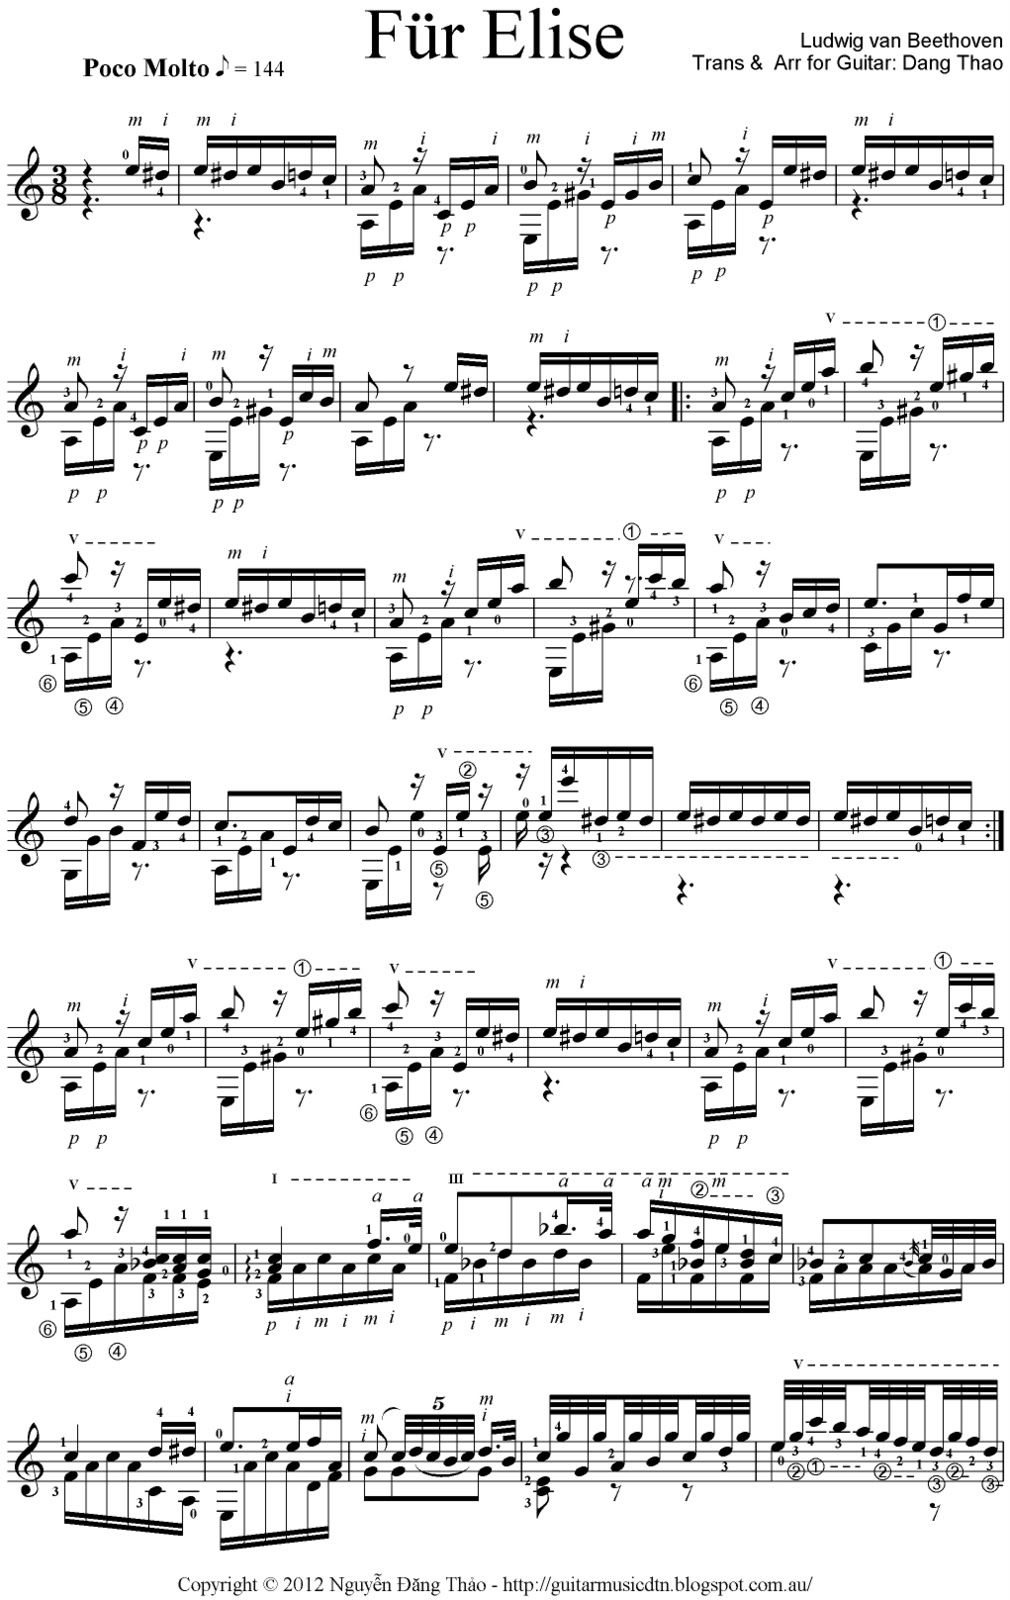 Für Elise
Poco Molto ♪ = 144
Ludwig van Beethoven
Trans & Arr for Guitar: Dang Thao
Copyright © 2012 Nguyễn Đăng Thảo - http://guitarmusicdtn.blogspot.com.au/